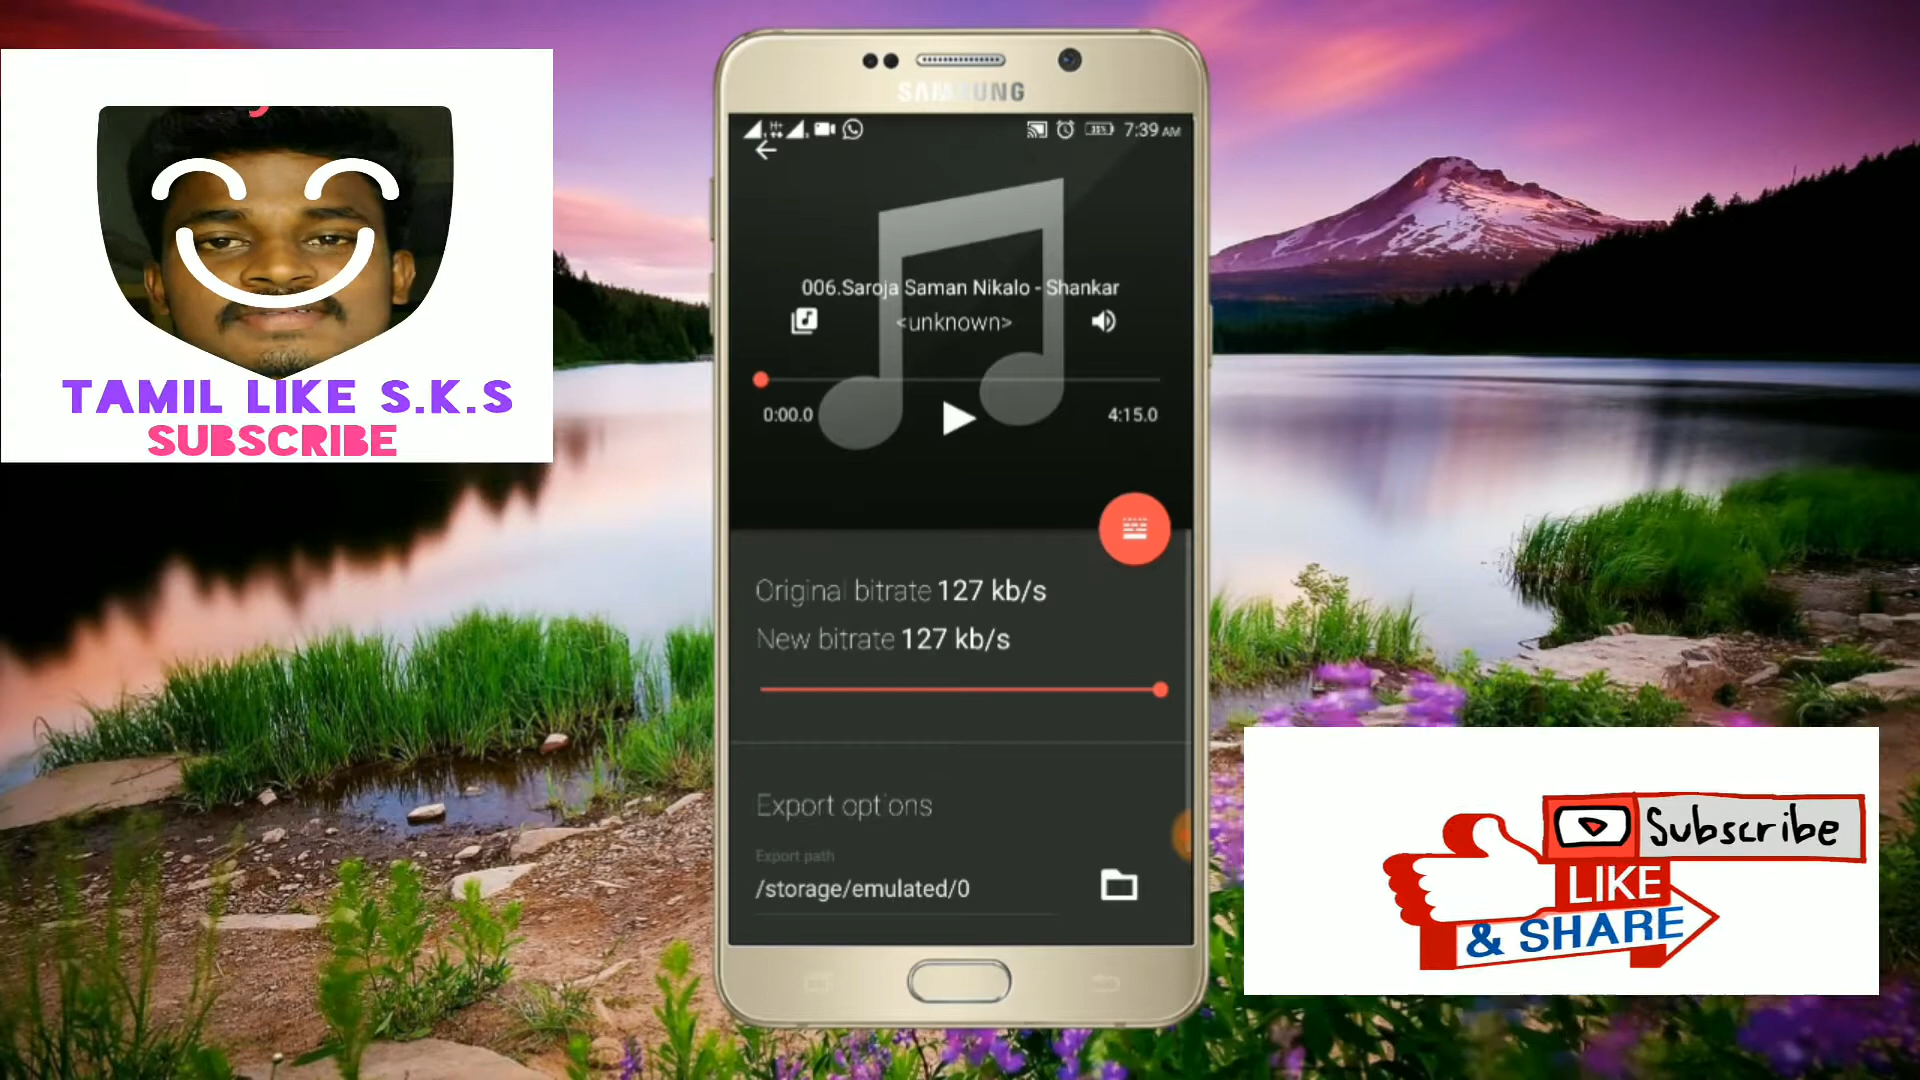 TAMIL LIKE S.K.S
SUBSCRIBE
SAMSUNG
H+
31%
7:39 AM
006.Saroja Saman Nikalo - Shankar
<unknown>
0:00.0
4:15.0
Original bitrate 127 kb/s
New bitrate 127 kb/s
Export options
Export path
/storage/emulated/0
Subscribe
LIKE
& SHARE